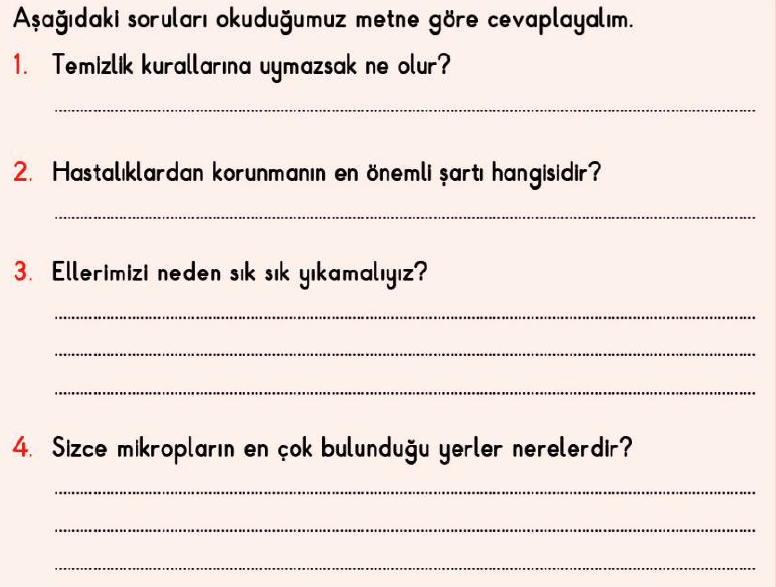 Aşağıdaki soruları okuduğumuz metne göre cevaplayalım.
1. Temizlik kurallarına uymazsak ne olur?
2. Hastalıklardan korunmanın en önemli şartı hangisidir?
3. Ellerimizi neden sık sık yıkamalıyız?
4. Sizce mikropların en çok bulunduğu yerler nerelerdir?